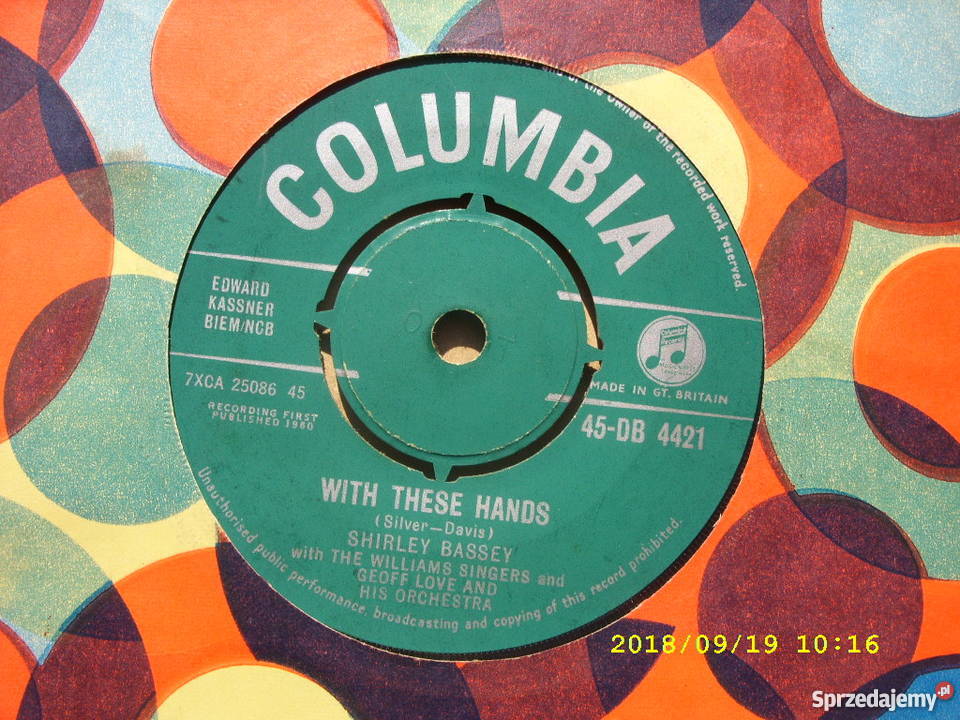 COLUMBIA
of the Owner of the recorded work reserved.
EDWARD
KASSNER
BIEM/NCB
7XCA 25086 45
RECORDING FIRST
PUBLISHED 1960
MADE IN GT. BRITAIN
45-DB 4421
WITH THESE HANDS
(Silver—Davis)
SHIRLEY BASSEY
with THE WILLIAMS SINGERS and
GEOFF LOVE AND
HIS ORCHESTRA
Unauthorised public performance, broadcasting and copying of this record prohibited.
2018/09/19 10:16
Sprzedajemy.pl